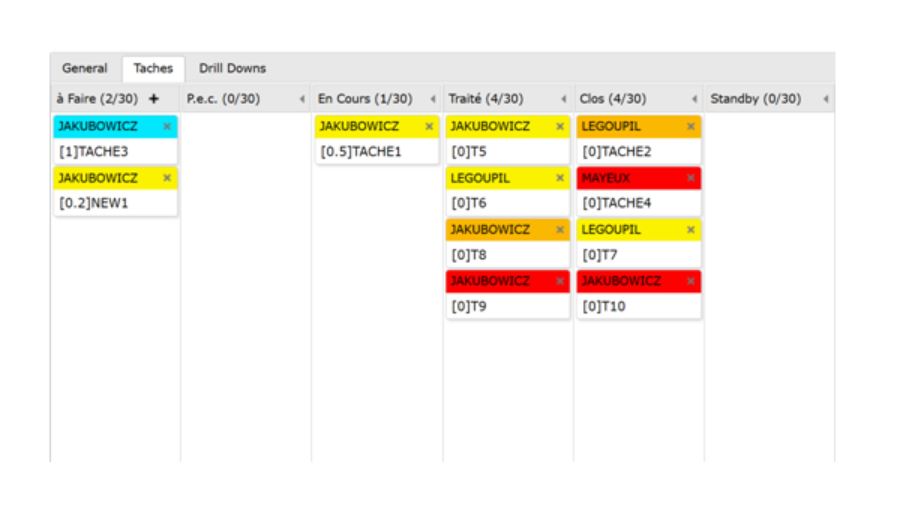 General Taches Drill Downs
à Faire (2/30) + P.e.c. (0/30) En Cours (1/30) Traité (4/30) Clos (4/30) Standby (0/30)
JAKUBOWICZ × JAKUBOWICZ × JAKUBOWICZ × LEGOUPIL ×
[1]TACHE3 [0.5]TACHE1 [0]T5 [0]TACHE2
JAKUBOWICZ × LEGOUPIL × MAYEUX ×
[0.2]NEW1 [0]T6 [0]TACHE4
JAKUBOWICZ × LEGOUPIL ×
[0]T8 [0]T7
JAKUBOWICZ × JAKUBOWICZ ×
[0]T9 [0]T10